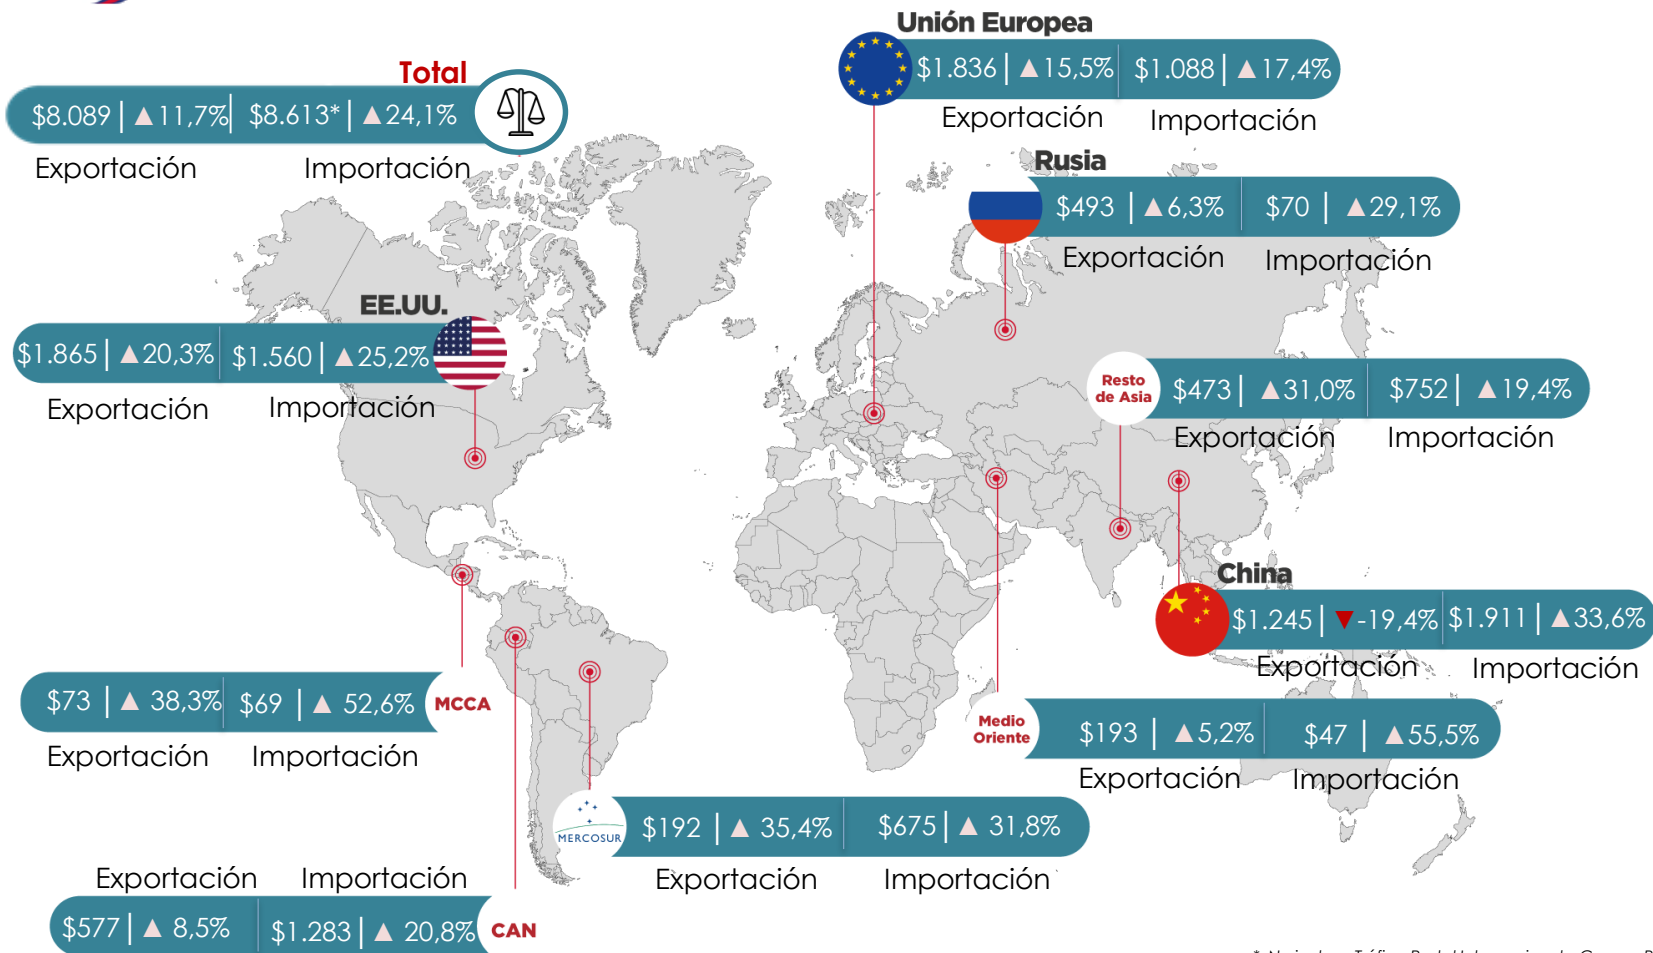 Unión Europea
$1.836 | ▲15,5% $1.088 | ▲17,4%
Exportación Importación
Total
$8.089 | ▲11,7% $8.613* | ▲24,1%
Exportación Importación
Rusia
$493 | ▲6,3% $70 | ▲29,1%
Exportación Importación
EE.UU.
$1.865 | ▲20,3% $1.560 | ▲25,2%
Exportación Importación
Resto
de Asia
$473 | ▲31,0% $752 | ▲19,4%
Exportación Importación
China
$1.245 | ▼-19,4% $1.911 | ▲33,6%
Exportación Importación
$73 | ▲ 38,3% $69 | ▲ 52,6% MCCA
Exportación Importación
Medio
Oriente
$193 | ▲5,2% $47 | ▲55,5%
Exportación Importación
MERCOSUR
$192 | ▲ 35,4% $675 | ▲ 31,8%
Exportación Importación
Exportación Importación
$577 | ▲ 8,5% $1.283 | ▲ 20,8% CAN